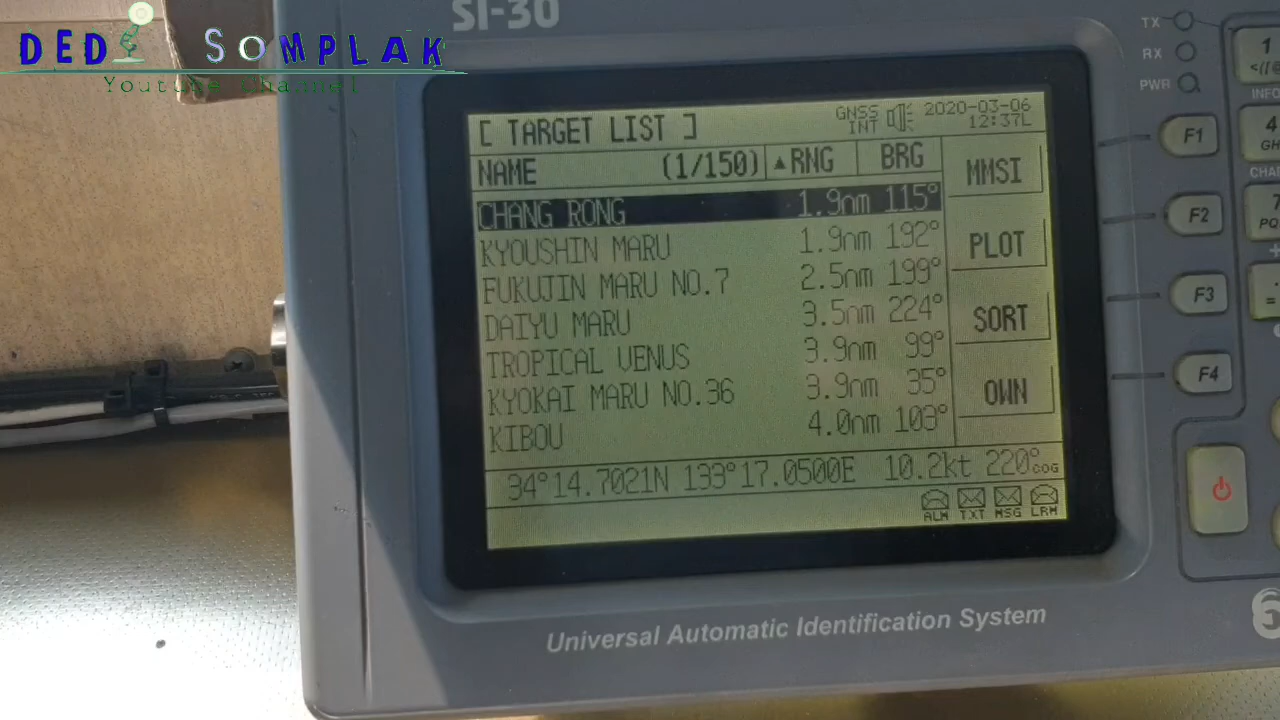 SI-30
DEDI SOMPLAK
Youtube Channel
TX
RX
PWR
[ TARGET LIST ]
GNSS
INT
2020-03-06
12:37L
NAME (1/150) ▲RNG BRG
CHANG RONG 1.9nm 115°
KYOUSHIN MARU 1.9nm 192°
FUKUJIN MARU NO.7 2.5nm 199°
DAIYU MARU 3.5nm 224°
TROPICAL VENUS 3.9nm 99°
KYOKAI MARU NO.36 3.9nm 35°
KIBOU 4.0nm 103°
34°14.7021N 133°17.0500E 10.2kt 220°COG
ALM TXT MSG LRM
MMSI
PLOT
SORT
OWN
F1
F2
F3
F4
1
INFO
4
GH
7
PQ
Universal Automatic Identification System